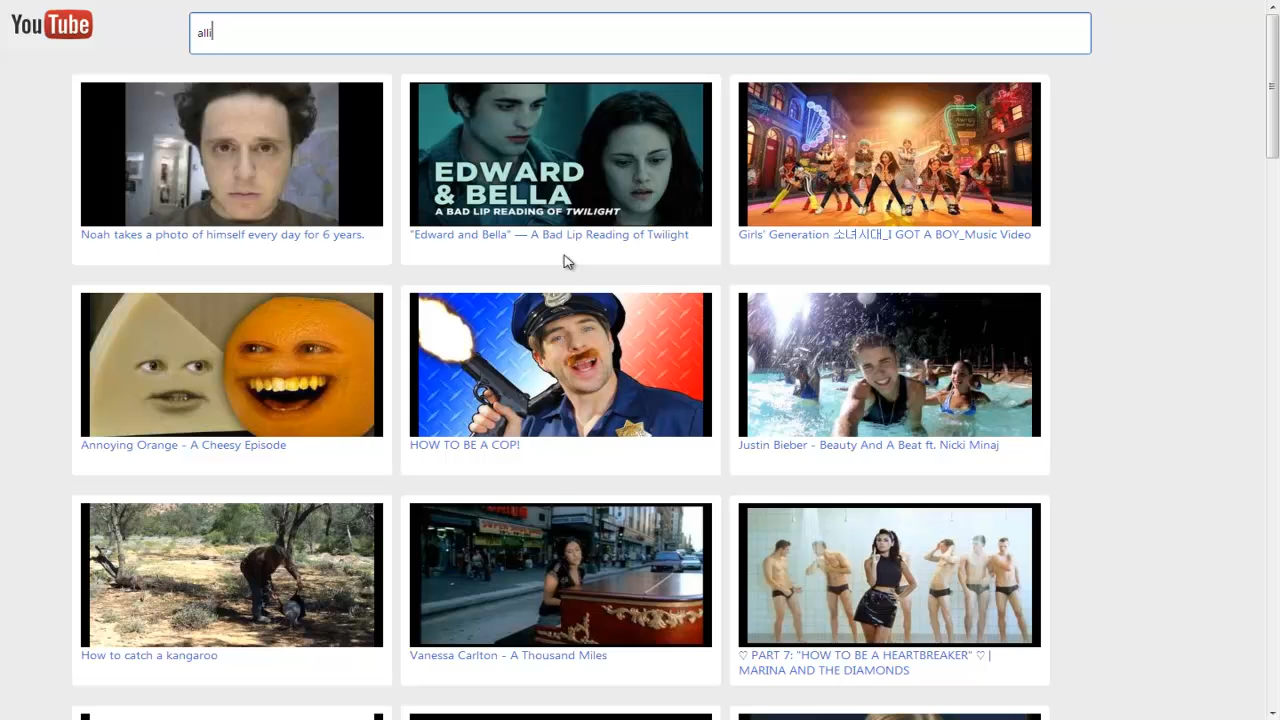 YouTube
alli
EDWARD
& BELLA
A BAD LIP READING OF TWILIGHT
Noah takes a photo of himself every day for 6 years.
"Edward and Bella" — A Bad Lip Reading of Twilight
Girls' Generation 소녀시대_I GOT A BOY_Music Video
Annoying Orange - A Cheesy Episode
HOW TO BE A COP!
Justin Bieber - Beauty And A Beat ft. Nicki Minaj
How to catch a kangaroo
Vanessa Carlton - A Thousand Miles
♡ PART 7: "HOW TO BE A HEARTBREAKER" ♡ |
MARINA AND THE DIAMONDS